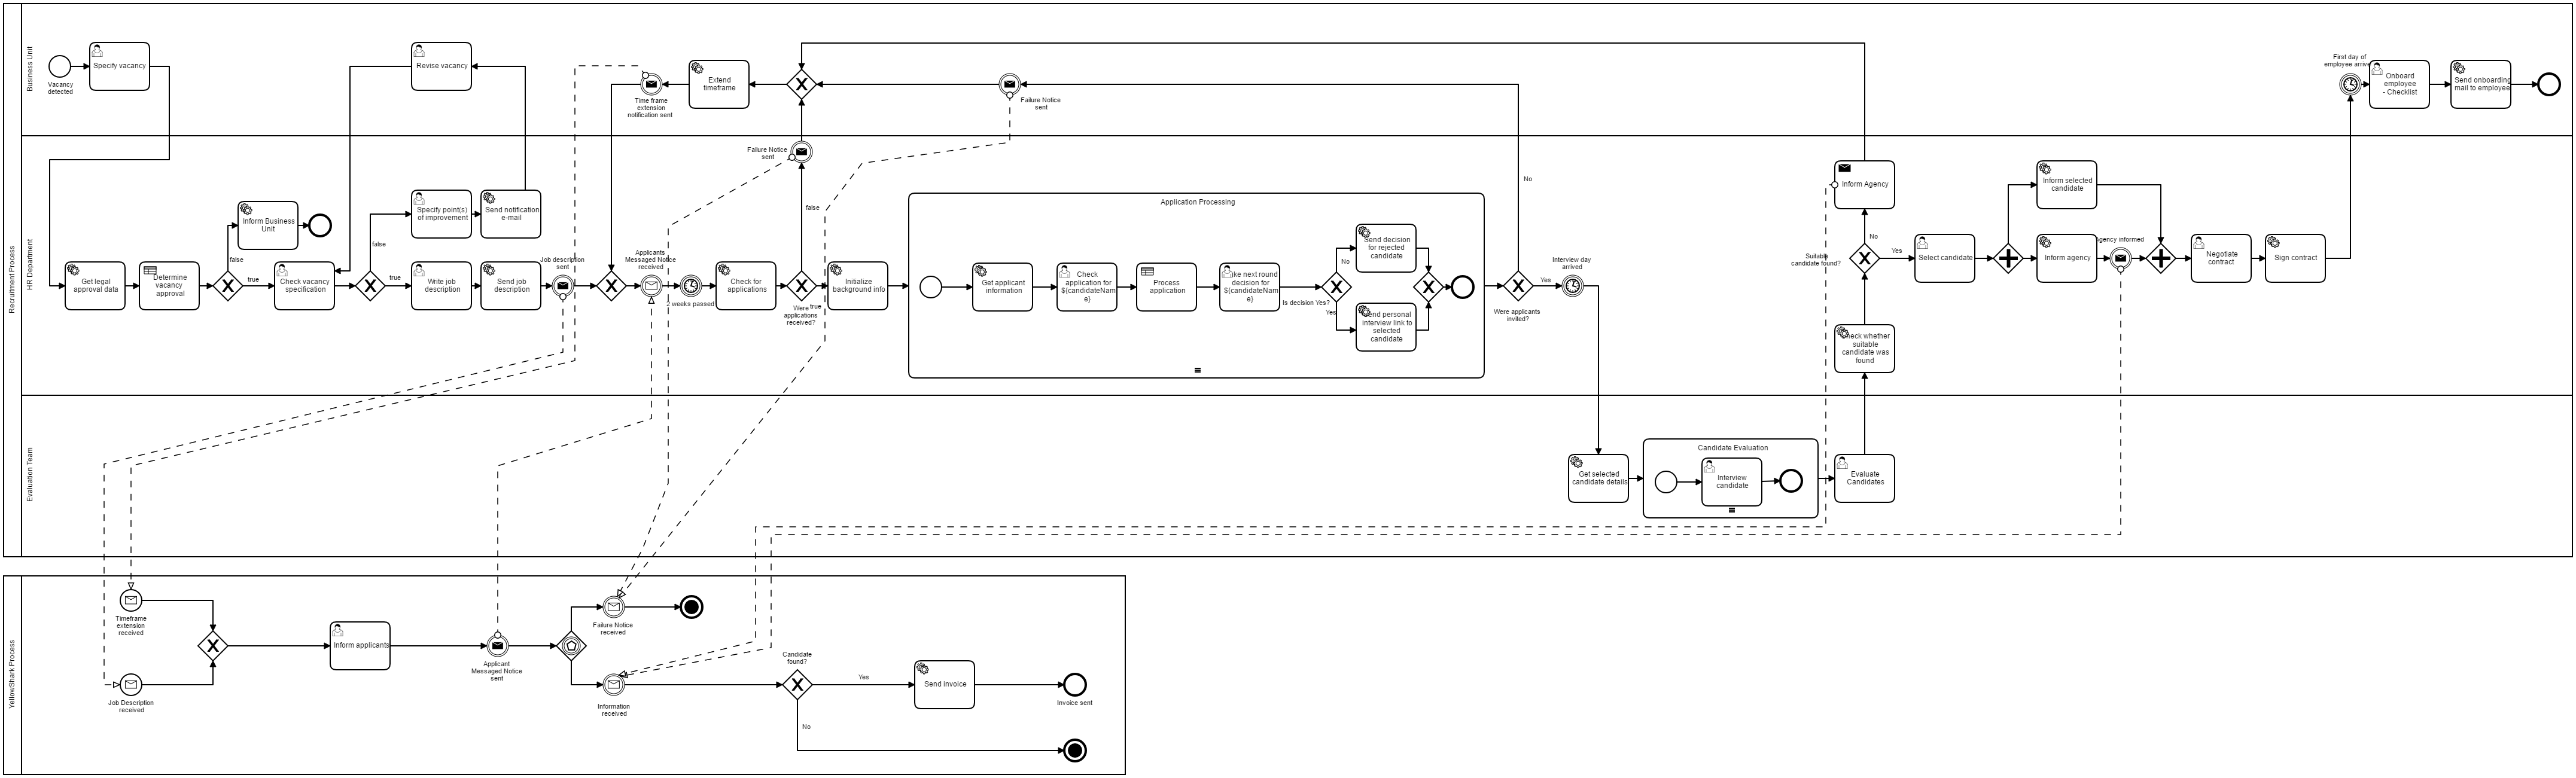 Recruitment Process
Business Unit
Vacancy
detected
Specify vacancy
Revise vacancy
Time frame
extension
notification sent
Extend
timeframe
Failure Notice
sent
First day of
employee
Onboard
employee
- Checklist
Send onboarding
mail to employee
HR Department
Get legal
approval data
Determine
vacancy
approval
false
true
Inform Business
Unit
Check vacancy
specification
false
true
Specify point(s)
of improvement
Send notification
e-mail
Write job
description
Send job
description
Job description
sent
Applicants
Messaged Notice
received
weeks passed
Check for
applications
Failure Notice
sent
false
Were
true
applications
received?
Initialize
background info
Application Processing
Get applicant
information
Check
application for
${candidateNam
e}
Process
application
next round
decision for
${candidateNam
e}
Is decision Yes?
No
Yes
decision
for rejected
candidate
personal
interview link to
selected
candidate
No
Yes
Were applicants
invited?
Interview day
arrived
Inform Agency
No
Yes
Suitable
candidate found?
whether
suitable
candidate was
found
Select candidate
Inform selected
candidate
Inform agency
informed
Negotiate
contract
Sign contract
Evaluation Team
Get selected
candidate details
Candidate Evaluation
Interview
candidate
Evaluate
Candidates
YellowShark Process
Timeframe
extension
received
Job Description
received
Inform applicants
Applicant
Messaged Notice
sent
Failure Notice
received
Information
received
Candidate
found?
Yes
No
Send invoice
Invoice sent